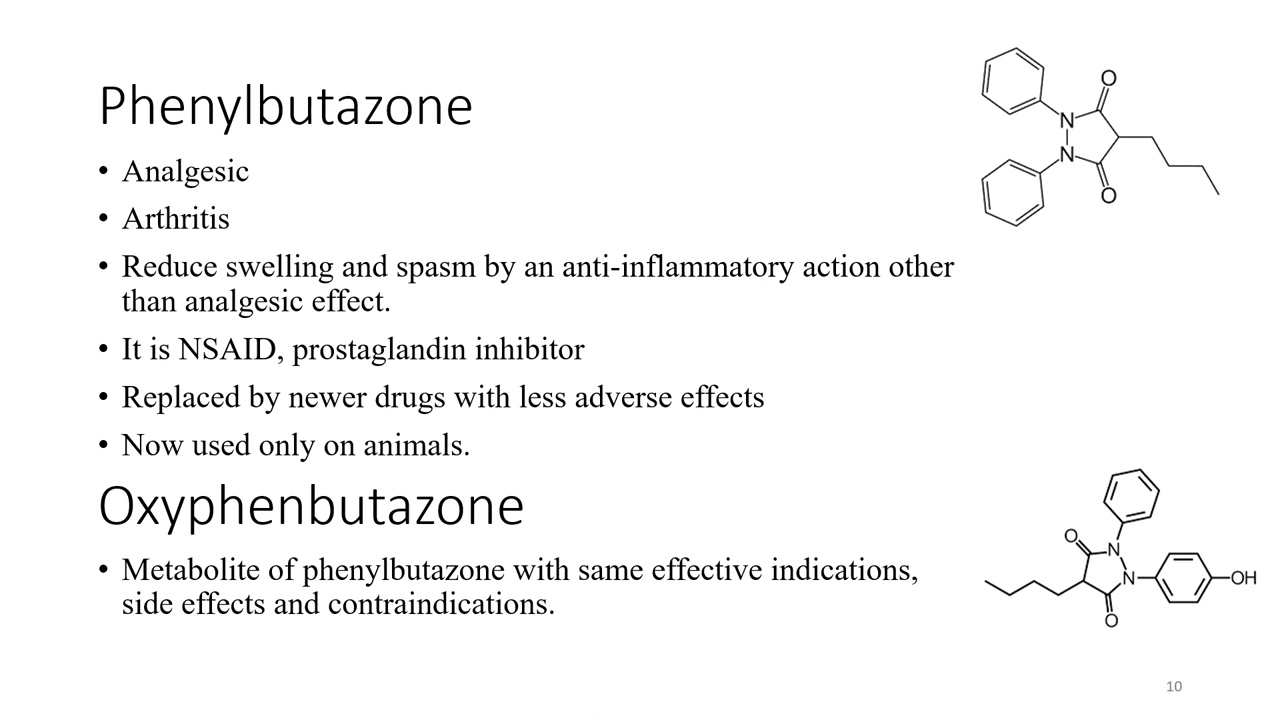 Phenylbutazone
• Analgesic
• Arthritis
• Reduce swelling and spasm by an anti-inflammatory action other
than analgesic effect.
• It is NSAID, prostaglandin inhibitor
• Replaced by newer drugs with less adverse effects
• Now used only on animals.
O
N
N
O
Oxyphenbutazone
• Metabolite of phenylbutazone with same effective indications,
side effects and contraindications.
O
N
N
OH
O
10